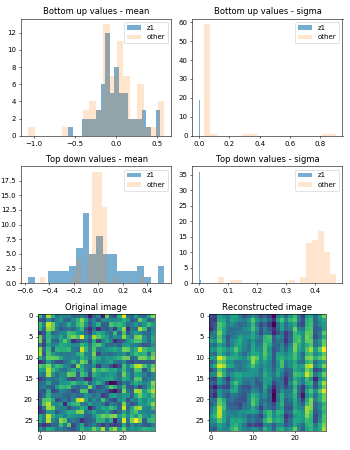 Bottom up values - mean
Bottom up values - sigma
z1
other
z1
other
12
10
8
6
4
2
0
60
50
40
30
20
10
0
-1.0 -0.5 0.0 0.5
0.0 0.2 0.4 0.6 0.8
Top down values - mean
Top down values - sigma
z1
other
z1
other
17.5
15.0
12.5
10.0
7.5
5.0
2.5
0.0
35
30
25
20
15
10
5
0
-0.6 -0.4 -0.2 0.0 0.2 0.4
0.0 0.1 0.2 0.3 0.4
Original image
Reconstructed image
0
5
10
15
20
25
0
5
10
15
20
25
0 10 20
0 10 20